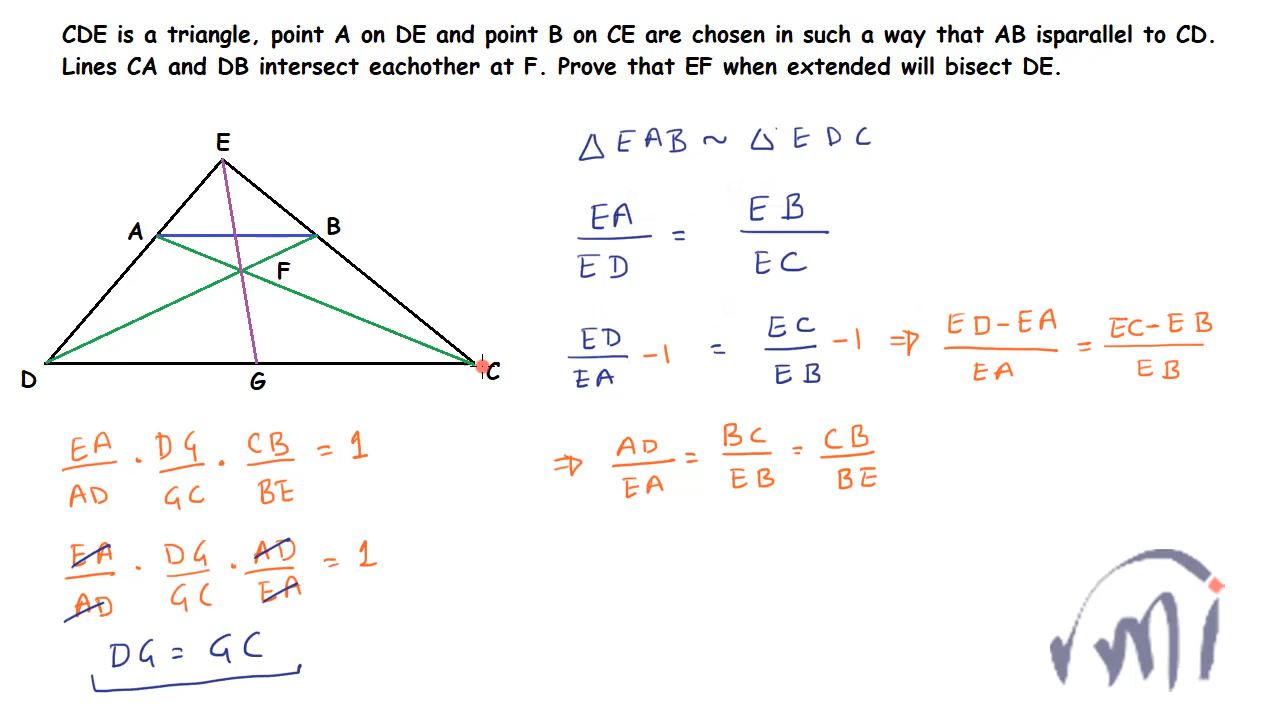 CDE is a triangle, point A on DE and point B on CE are chosen in such a way that AB isparallel to CD.
Lines CA and DB intersect eachother at F. Prove that EF when extended will bisect DE.
E
A
B
F
D
G
C
△EAB ~ △EDC
EA/ED = EB/EC
ED/EA - 1 = EC/EB - 1 ⇒ ED-EA/EA = EC-EB/EB
⇒ AD/EA = BC/EB = CB/BE
EA/AD . DG/GC . CB/BE = 1
EA/AD . DG/GC . AD/EA = 1
DG = GC
rmi